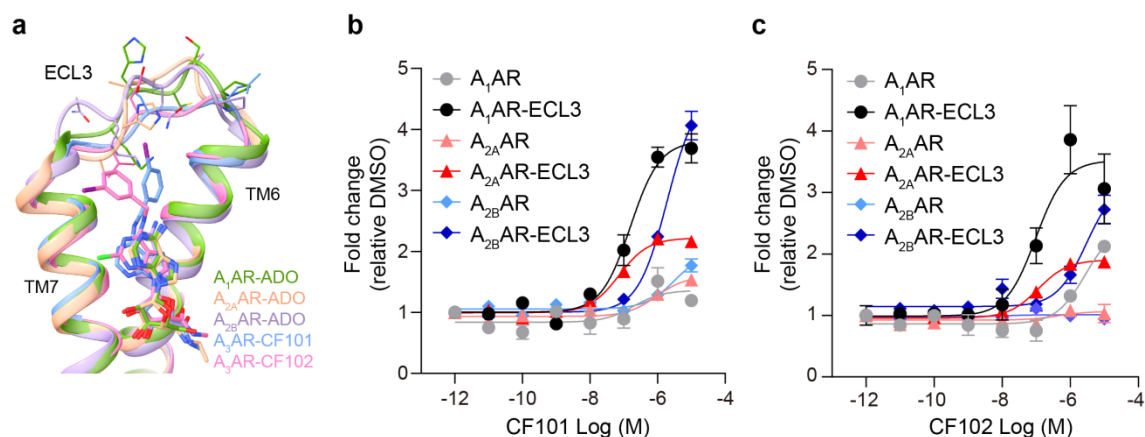 a
ECL3
TM6
TM7
A1AR-ADO
A2AAR-ADO
A2BAR-ADO
A3AR-CF101
A3AR-CF102
b
Fold change
(relative DMSO)
5
4
3
2
1
0
A1AR
A1AR-ECL3
A2AAR
A2AAR-ECL3
A2BAR
A2BAR-ECL3
-12 -10 -8 -6 -4
CF101 Log (M)
c
Fold change
(relative DMSO)
5
4
3
2
1
0
A1AR
A1AR-ECL3
A2AAR
A2AAR-ECL3
A2BAR
A2BAR-ECL3
-12 -10 -8 -6 -4
CF102 Log (M)